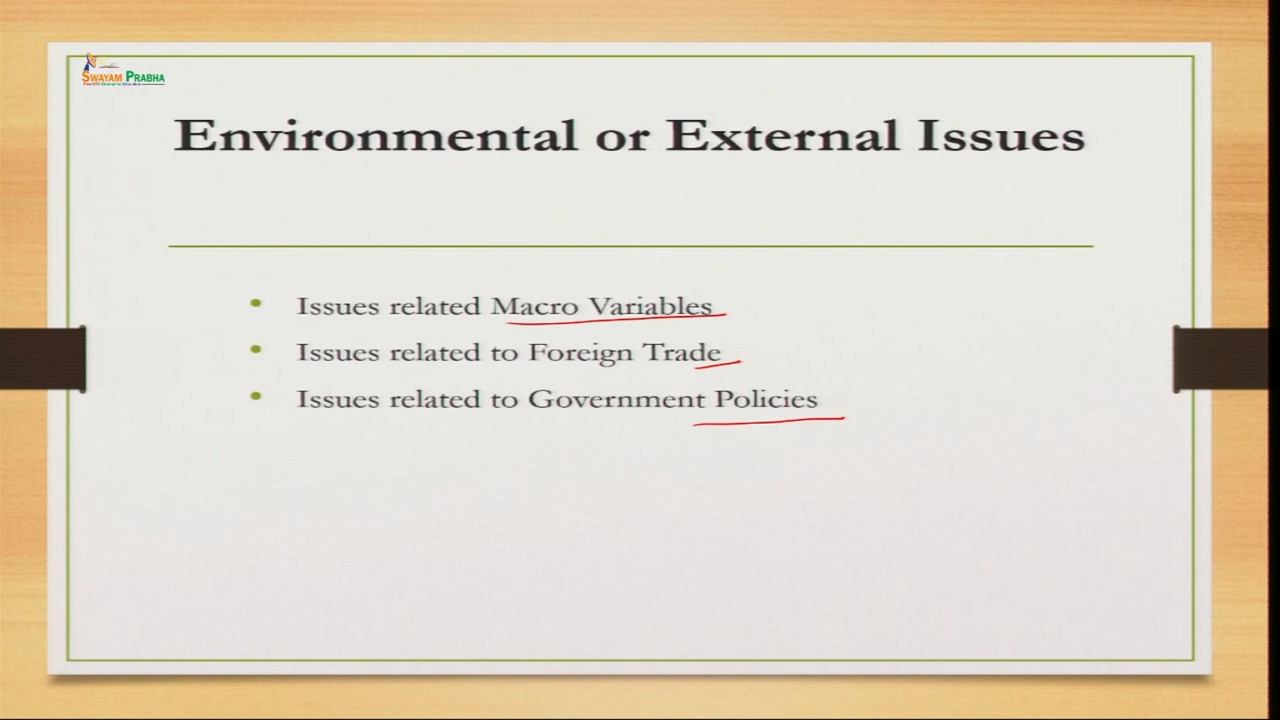 SWAYAM PRABHA
Environmental or External Issues
• Issues related Macro Variables
• Issues related to Foreign Trade
• Issues related to Government Policies